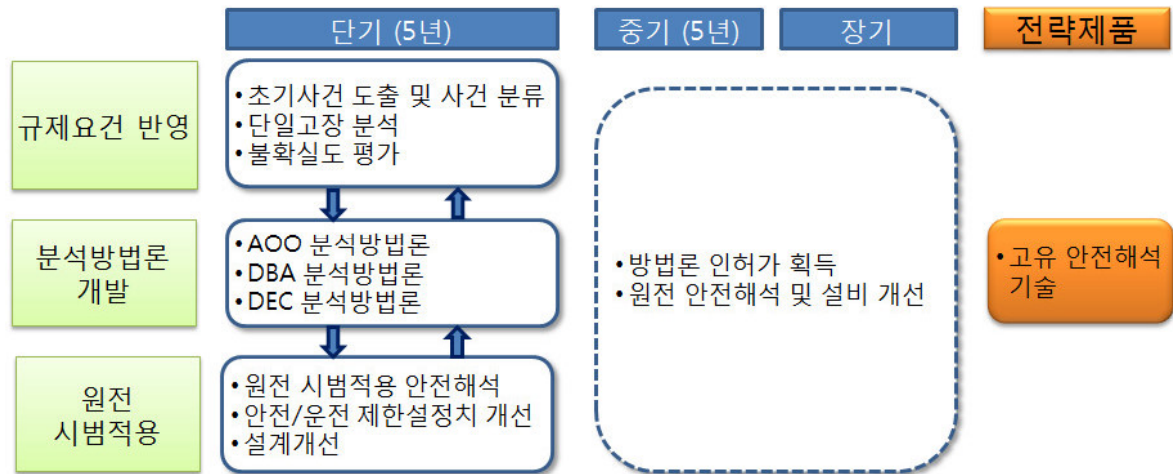 단기 (5년)
중기 (5년)
장기
전략제품
규제요건 반영
•초기사건 도출 및 사건 분류
•단일고장 분석
•불확실도 평가
분석방법론
개발
•AOO 분석방법론
•DBA 분석방법론
•DEC 분석방법론
•방법론 인허가 획득
•원전 안전해석 및 설비 개선
•고유 안전해석
기술
원전
시범적용
•원전 시범적용 안전해석
•안전/운전 제한설정치 개선
•설계개선